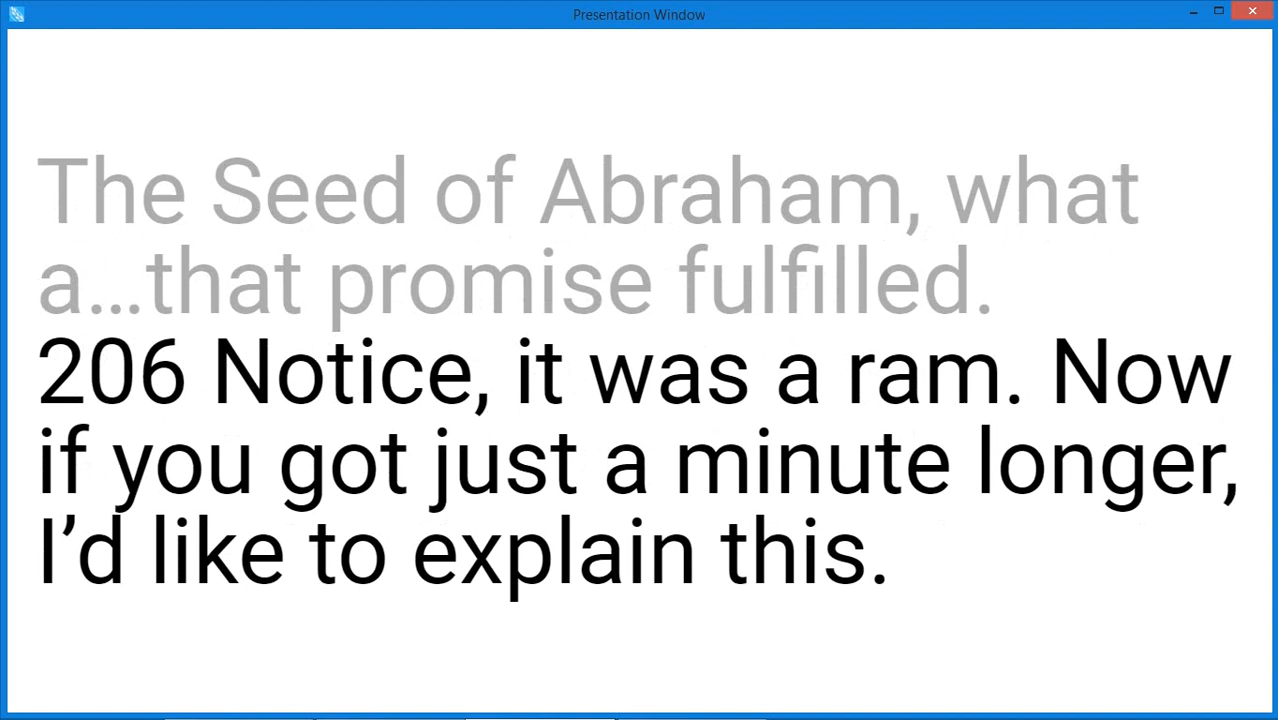 Presentation Window
The Seed of Abraham, what
a…that promise fulfilled.
206 Notice, it was a ram. Now
if you got just a minute longer,
I’d like to explain this.